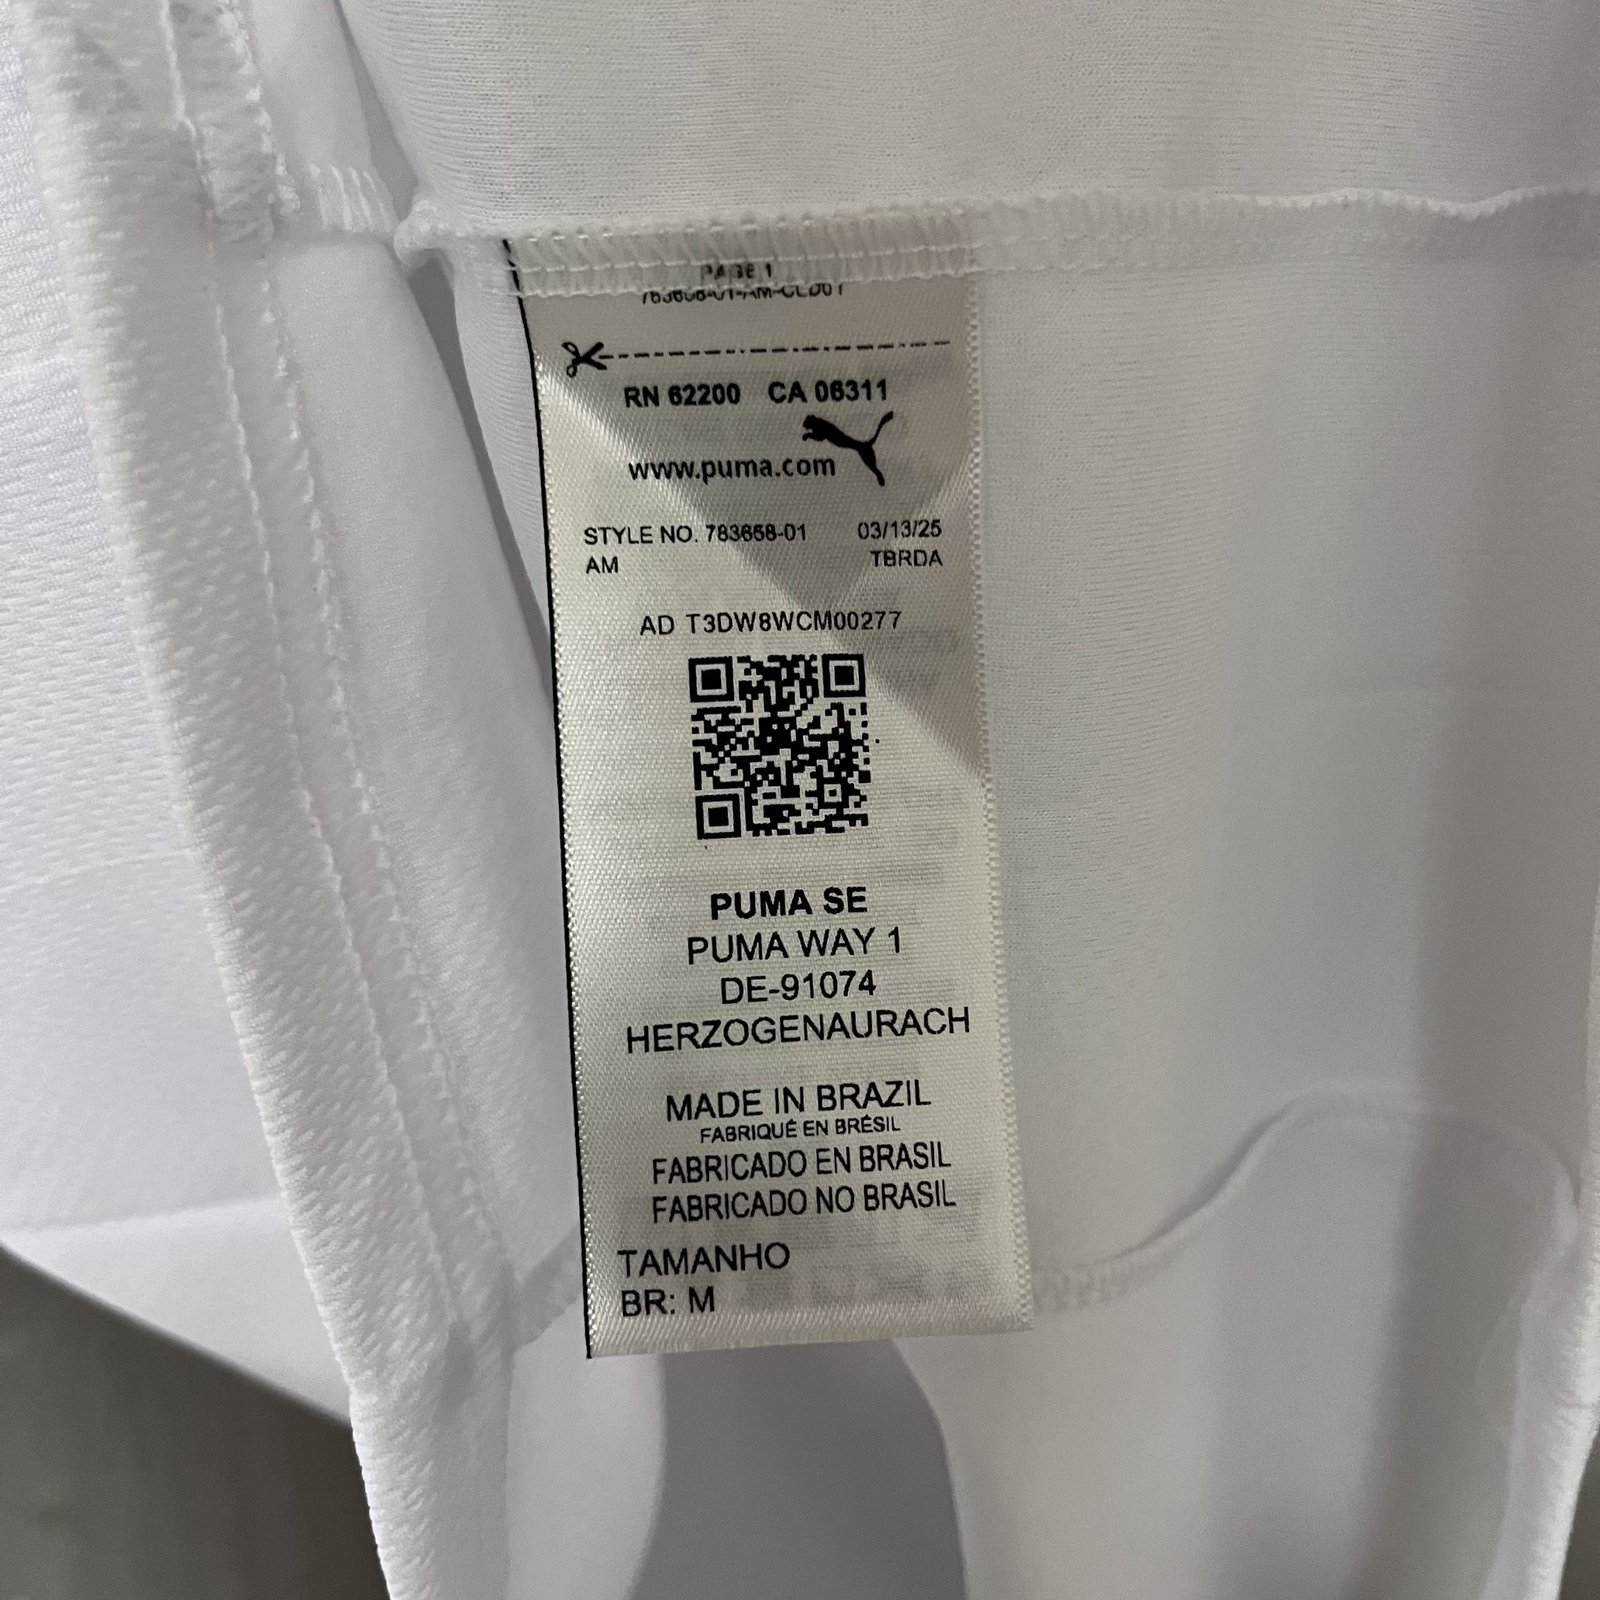 PAGE 1
RN 62200 CA 06311
www.puma.com
STYLE NO. 783658-01 03/13/25
AM TBRDA
AD T3DW8WCM00277
PUMA SE
PUMA WAY 1
DE-91074
HERZOGENAURACH
MADE IN BRAZIL
FABRIQUÉ EN BRÉSIL
FABRICADO EN BRASIL
FABRICADO NO BRASIL
TAMANHO
BR: M